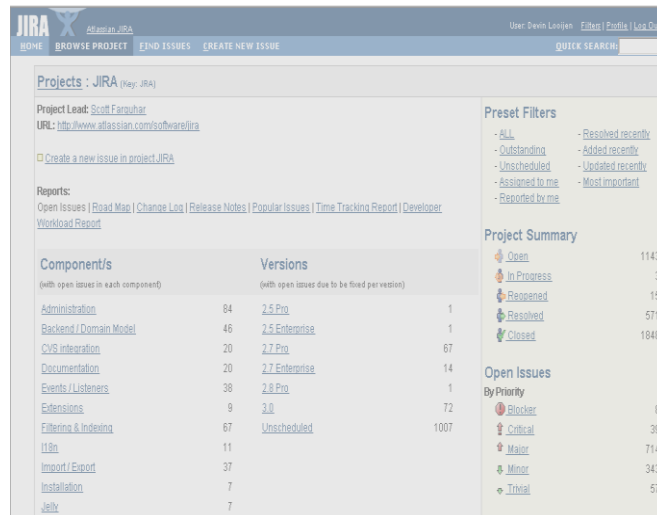 JIRA Atlassian JIRA User: Devin Looijen Filters | Profile | Log Ou
HOME BROWSE PROJECT FIND ISSUES CREATE NEW ISSUE QUICK SEARCH:
Projects : JIRA (Key: JRA)
Project Lead: Scott Farquhar
URL: http://www.atlassian.com/software/jira
Create a new issue in project JIRA
Reports:
Open Issues | Road Map | Change Log | Release Notes | Popular Issues | Time Tracking Report | Developer
Workload Report
Component/s
(with open issues in each component)
Administration 84
Backend / Domain Model 46
CVS integration 20
Documentation 20
Events / Listeners 38
Extensions 9
Filtering & Indexing 67
I18n 11
Import / Export 37
Installation 7
Jelly 7
Versions
(with open issues due to be fixed per version)
2.5 Pro 1
2.5 Enterprise 1
2.7 Pro 67
2.7 Enterprise 14
2.8 Pro 1
3.0 72
Unscheduled 1007
Preset Filters
- ALL - Resolved recently
- Outstanding - Added recently
- Unscheduled - Updated recently
- Assigned to me - Most important
- Reported by me
Project Summary
Open 114
In Progress
Reopened 15
Resolved 571
Closed 1848
Open Issues
By Priority
Blocker
Critical 39
Major 714
Minor 34
Trivial 5